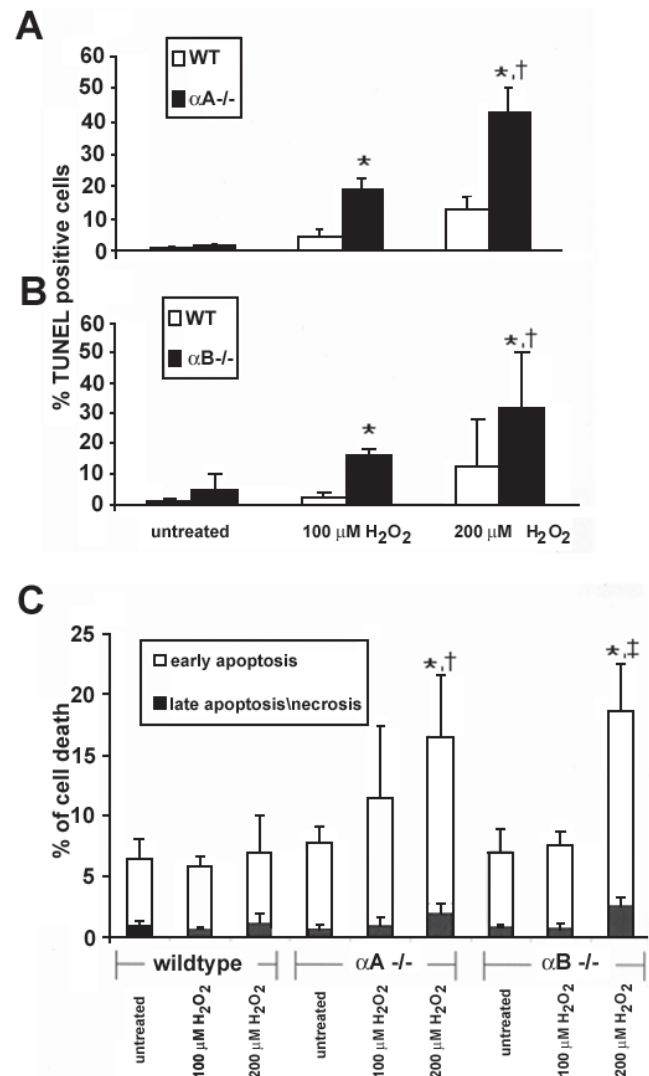 A
WT
αA-/-
60
50
40
30
20
10
0
*,†
*
% TUNEL positive cells
B
WT
αB-/-
60
50
40
30
20
10
0
*,†
*
untreated 100 µM H2O2 200 µM H2O2
C
25
20
15
10
5
0
% of cell death
early apoptosis
late apoptosis\necrosis
*,†
*,‡
wildtype αA -/- αB -/-
untreated
100 µM H2O2
200 µM H2O2
untreated
100 µM H2O2
200 µM H2O2
untreated
100 µM H2O2
200 µM H2O2